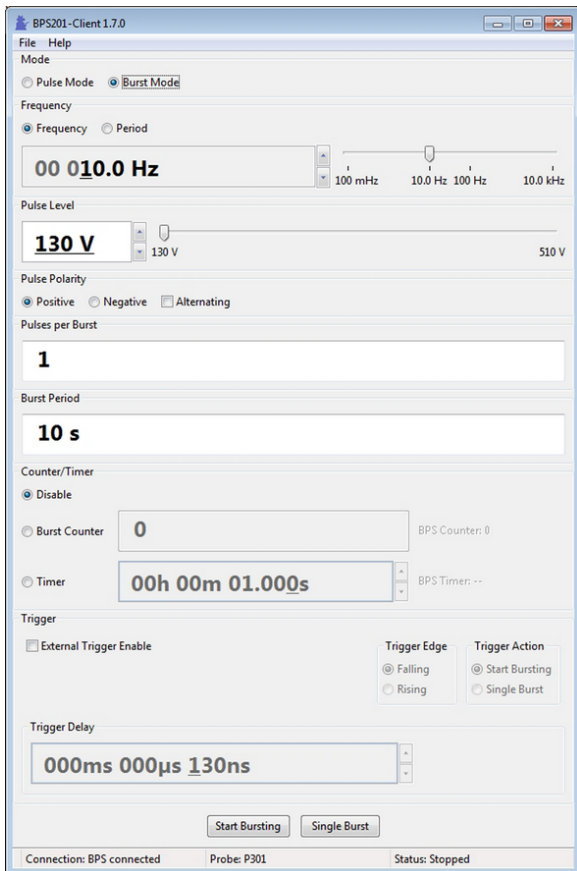 BPS201-Client 1.7.0
File Help
Mode
Pulse Mode Burst Mode
Frequency
Frequency Period
00 010.0 Hz
100 mHz 10.0 Hz 100 Hz 10.0 kHz
Pulse Level
130 V
130 V 510 V
Pulse Polarity
Positive Negative Alternating
Pulses per Burst
1
Burst Period
10 s
Counter/Timer
Disable
Burst Counter 0 BPS Counter: 0
Timer 00h 00m 01.000s BPS Timer: --
Trigger
External Trigger Enable Trigger Edge Trigger Action
Falling Start Bursting
Rising Single Burst
Trigger Delay
000ms 000µs 130ns
Start Bursting Single Burst
Connection: BPS connected Probe: P301 Status: Stopped